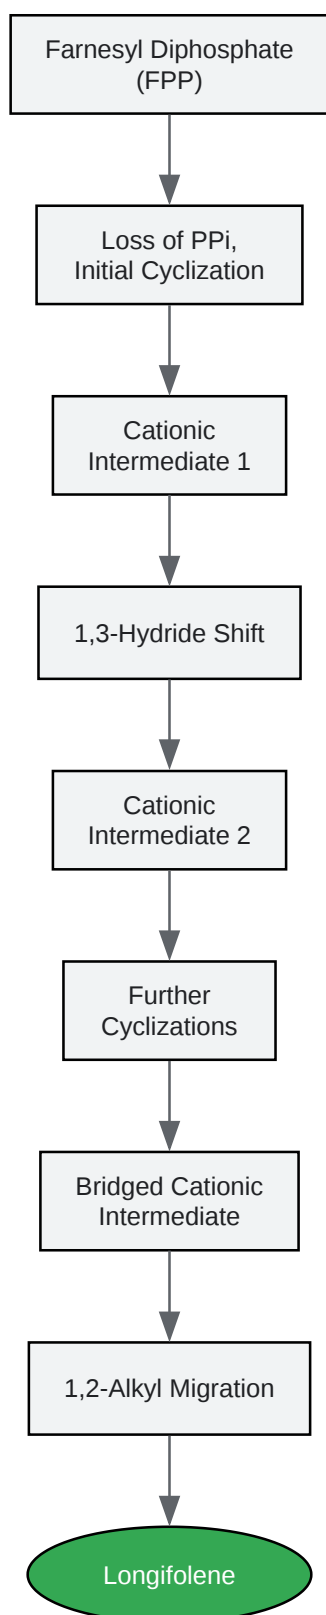 Farnesyl Diphosphate
(FPP)
Loss of PPi,
Initial Cyclization
Cationic
Intermediate 1
1,3-Hydride Shift
Cationic
Intermediate 2
Further
Cyclizations
Bridged Cationic
Intermediate
1,2-Alkyl Migration
Longifolene